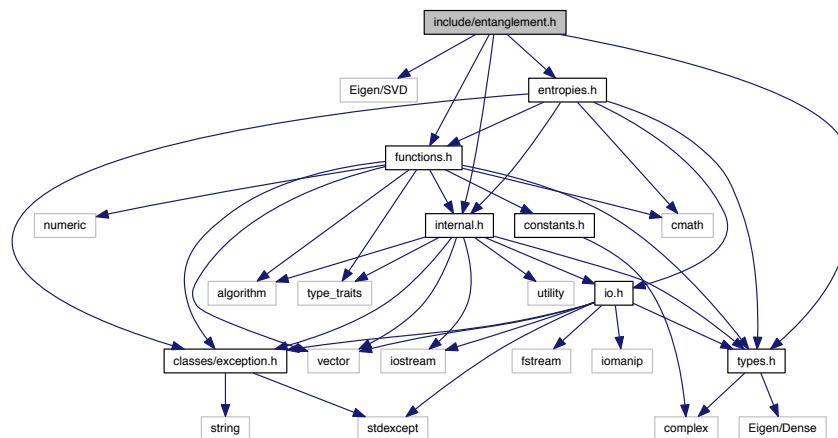 include/entanglement.h
Eigen/SVD
entropies.h
functions.h
numeric
internal.h
constants.h
cmath
algorithm
type_traits
utility
io.h
classes/exception.h
vector
iostream
fstream
iomanip
types.h
string
stdexcept
complex
Eigen/Dense